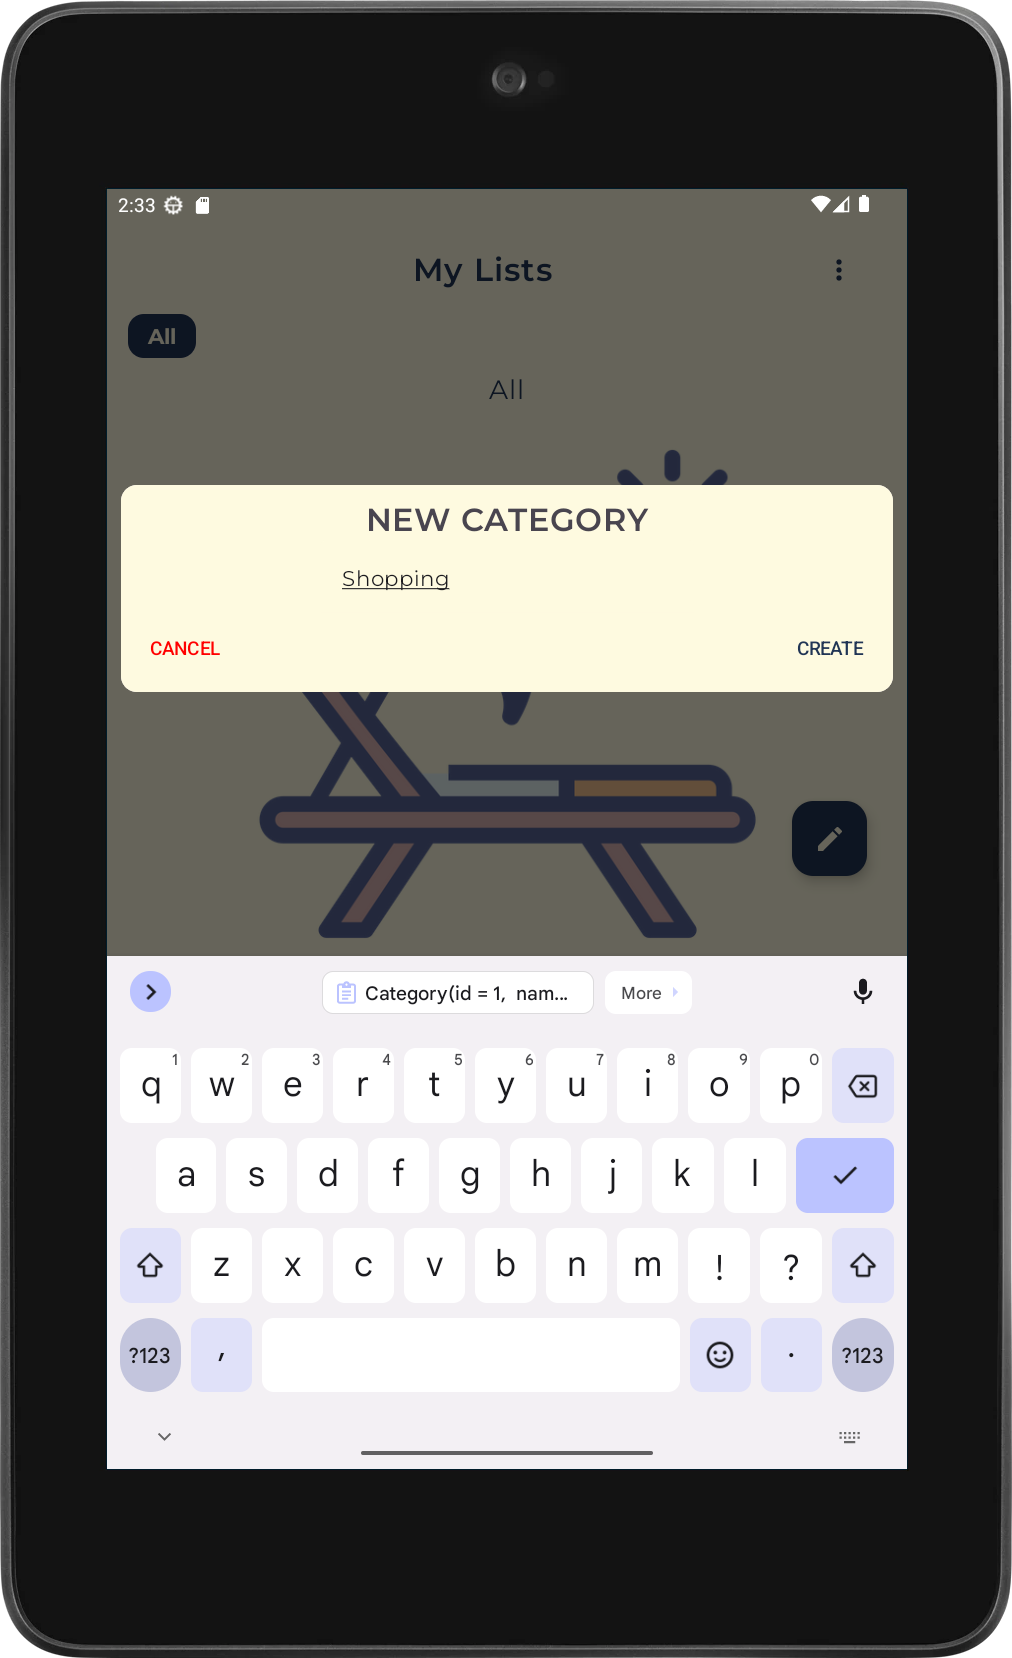 2:33
My Lists
All
All
NEW CATEGORY
Shopping
CANCEL
CREATE
Category(id = 1, nam...
More
q 1 w 2 e 3 r 4 t 5 y 6 u 7 i 8 o 9 p 0
a s d f g h j k l
z x c v b n m ! ?
?123 , . ?123